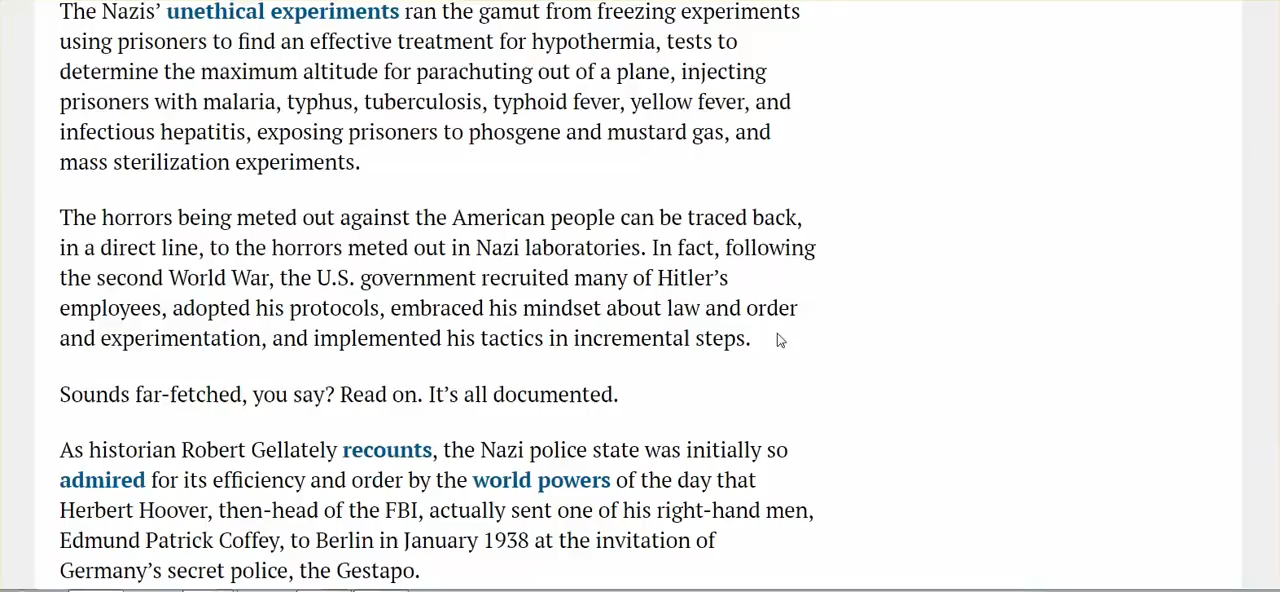 The Nazis’ unethical experiments ran the gamut from freezing experiments
using prisoners to find an effective treatment for hypothermia, tests to
determine the maximum altitude for parachuting out of a plane, injecting
prisoners with malaria, typhus, tuberculosis, typhoid fever, yellow fever, and
infectious hepatitis, exposing prisoners to phosgene and mustard gas, and
mass sterilization experiments.
The horrors being meted out against the American people can be traced back,
in a direct line, to the horrors meted out in Nazi laboratories. In fact, following
the second World War, the U.S. government recruited many of Hitler’s
employees, adopted his protocols, embraced his mindset about law and order
and experimentation, and implemented his tactics in incremental steps.
Sounds far-fetched, you say? Read on. It’s all documented.
As historian Robert Gellately recounts, the Nazi police state was initially so
admired for its efficiency and order by the world powers of the day that
Herbert Hoover, then-head of the FBI, actually sent one of his right-hand men,
Edmund Patrick Coffey, to Berlin in January 1938 at the invitation of
Germany’s secret police, the Gestapo.